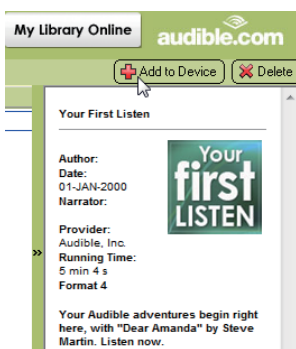 My Library Online
audible.com
Add to Device
Delete
Your First Listen
Your
first
LISTEN
Author:
Date:
01-JAN-2000
Narrator:
Provider:
Audible, Inc.
Running Time:
5 min 4 s
Format 4
»
Your Audible adventures begin right
here, with "Dear Amanda" by Steve
Martin. Listen now.